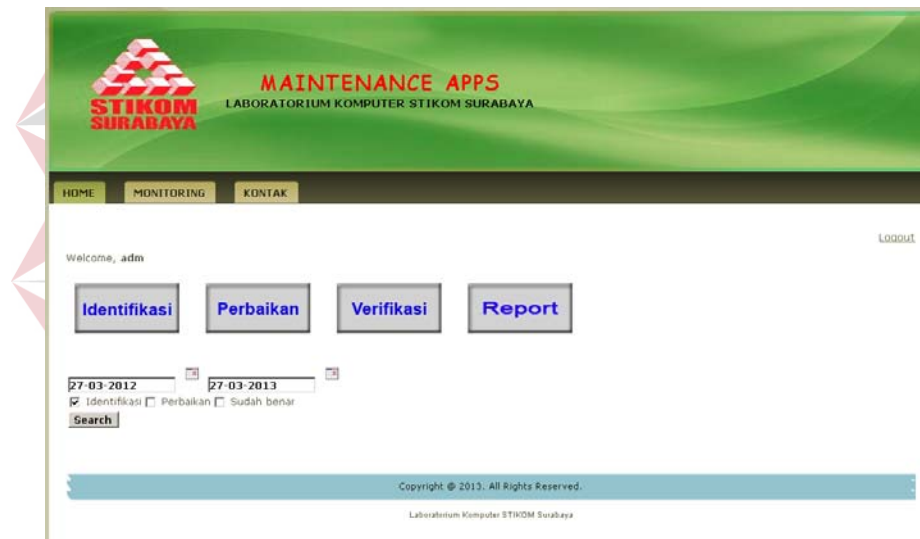 MAINTENANCE APPS
STIKOM
SURABAYA
LABORATORIUM KOMPUTER STIKOM SURABAYA
HOME MONITORING KONTAK
Logout
Welcome, adm
Identifikasi Perbaikan Verifikasi Report
27-03-2012 27-03-2013
Identifikasi Perbaikan Sudah benar
Search
Copyright @ 2013. All Rights Reserved.
Laboratorium Komputer STIKOM Surabaya